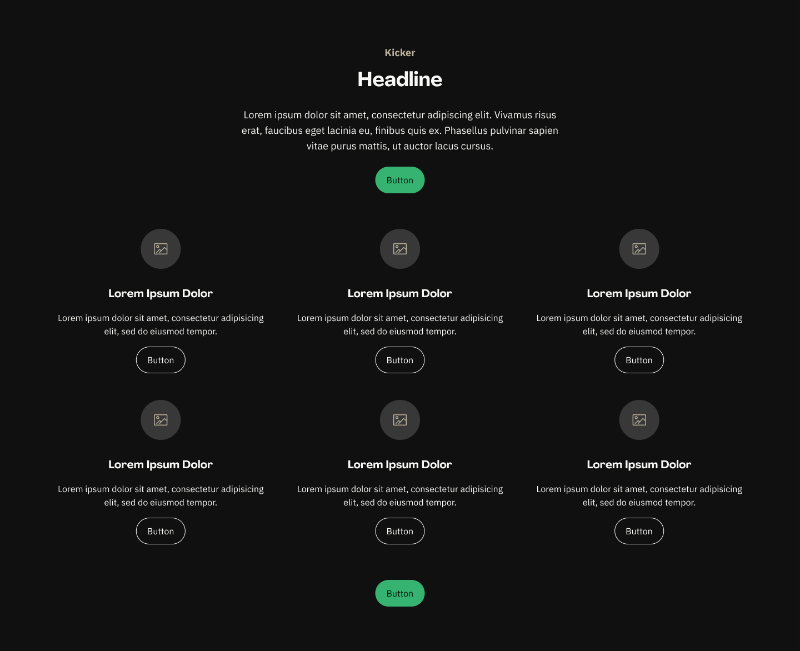 Kicker
Headline
Lorem ipsum dolor sit amet, consectetur adipiscing elit. Vivamus risus
erat, faucibus eget lacinia eu, finibus quis ex. Phasellus pulvinar sapien
vitae purus mattis, ut auctor lacus cursus.
Button
Lorem Ipsum Dolor
Lorem ipsum dolor sit amet, consectetur adipisicing
elit, sed do eiusmod tempor.
Button
Lorem Ipsum Dolor
Lorem ipsum dolor sit amet, consectetur adipisicing
elit, sed do eiusmod tempor.
Button
Lorem Ipsum Dolor
Lorem ipsum dolor sit amet, consectetur adipisicing
elit, sed do eiusmod tempor.
Button
Lorem Ipsum Dolor
Lorem ipsum dolor sit amet, consectetur adipisicing
elit, sed do eiusmod tempor.
Button
Lorem Ipsum Dolor
Lorem ipsum dolor sit amet, consectetur adipisicing
elit, sed do eiusmod tempor.
Button
Lorem Ipsum Dolor
Lorem ipsum dolor sit amet, consectetur adipisicing
elit, sed do eiusmod tempor.
Button
Button